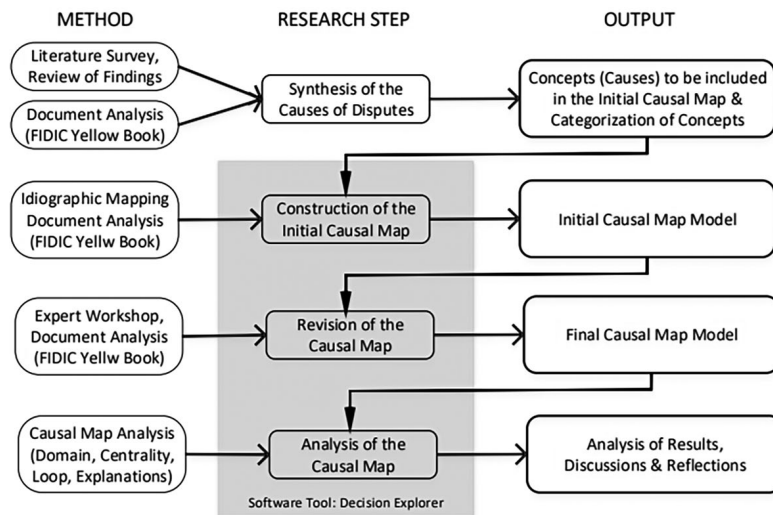 METHOD
RESEARCH STEP
OUTPUT
Literature Survey,
Review of Findings
Document Analysis
(FIDIC Yellow Book)
Synthesis of the
Causes of Disputes
Concepts (Causes) to be included
in the Initial Causal Map &
Categorization of Concepts
Idiographic Mapping
Document Analysis
(FIDIC Yellw Book)
Construction of the
Initial Causal Map
Initial Causal Map Model
Expert Workshop,
Document Analysis
(FIDIC Yellw Book)
Revision of the
Causal Map
Final Causal Map Model
Causal Map Analysis
(Domain, Centrality,
Loop, Explanations)
Analysis of the
Causal Map
Analysis of Results,
Discussions & Reflections
Software Tool: Decision Explorer